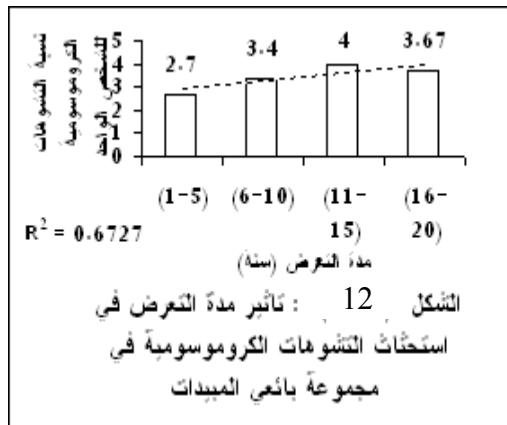 نسبة التشوهات
الكروموسومية
للشخص الواحد
5
4
3
2
1
0
2.7
3.4
4
3.67
(1-5) (6-10) (11-15) (16-20)
R² = 0.6727
مدة التعرض (سنة)
الشكل 12 : تاثير مدة التعرض في
استحثاث التشوهات الكروموسومية في
مجموعة بائعي المبيدات